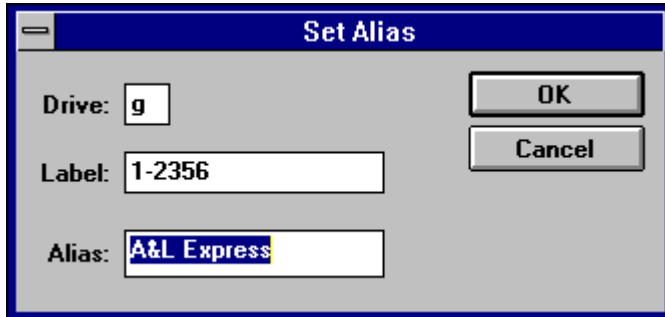 Set Alias
Drive: g
OK
Cancel
Label: 1-2356
Alias: A&L Express